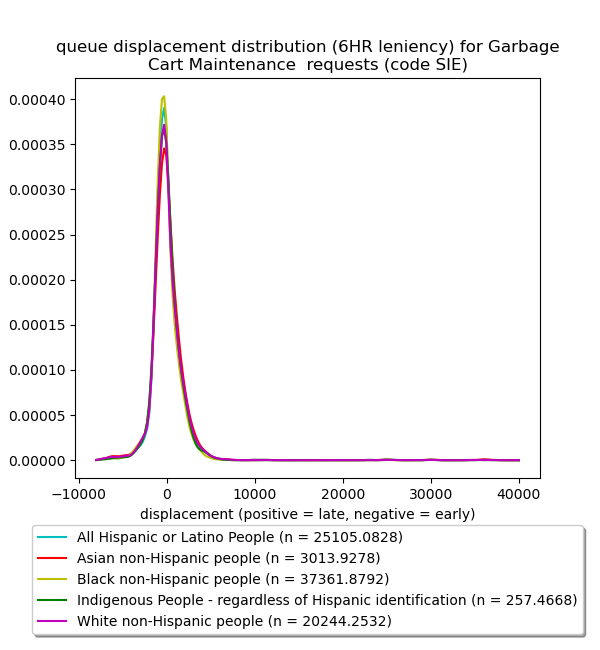 queue displacement distribution (6HR leniency) for Garbage
Cart Maintenance  requests (code SIE)
0.00040
0.00035
0.00030
0.00025
0.00020
0.00015
0.00010
0.00005
0.00000
−10000 0 10000 20000 30000 40000
displacement (positive = late, negative = early)
All Hispanic or Latino People (n = 25105.0828)
Asian non-Hispanic people (n = 3013.9278)
Black non-Hispanic people (n = 37361.8792)
Indigenous People - regardless of Hispanic identification (n = 257.4668)
White non-Hispanic people (n = 20244.2532)